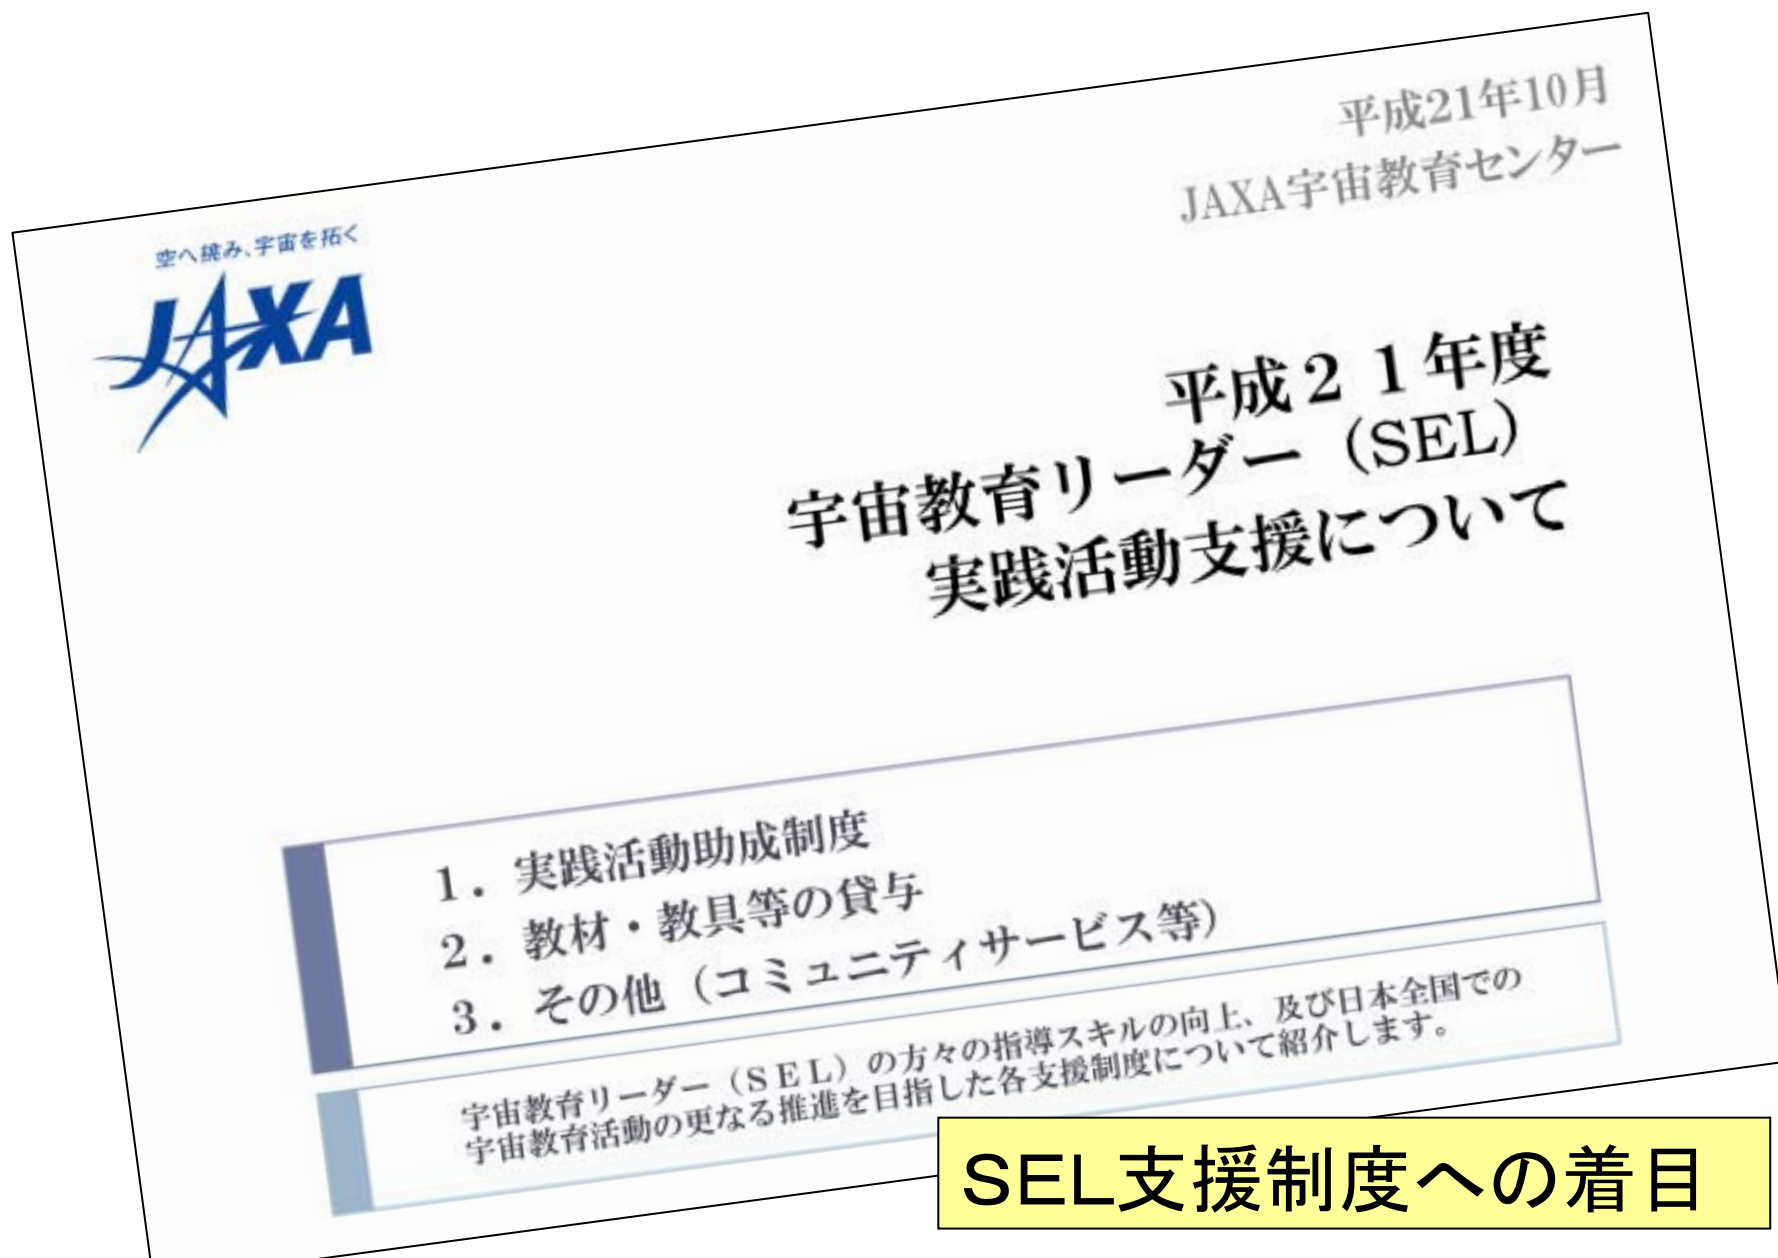 平成21年10月
JAXA宇宙教育センター
空へ挑み、宇宙を拓く
JAXA
平成２１年度
宇宙教育リーダー（SEL）
実践活動支援について
１．実践活動助成制度
２．教材・教具等の貸与
３．その他（コミュニティサービス等）
宇宙教育リーダー（ＳＥＬ）の方々の指導スキルの向上、及び日本全国での
宇宙教育活動の更なる推進を目指した各支援制度について紹介します。
SEL支援制度への着目